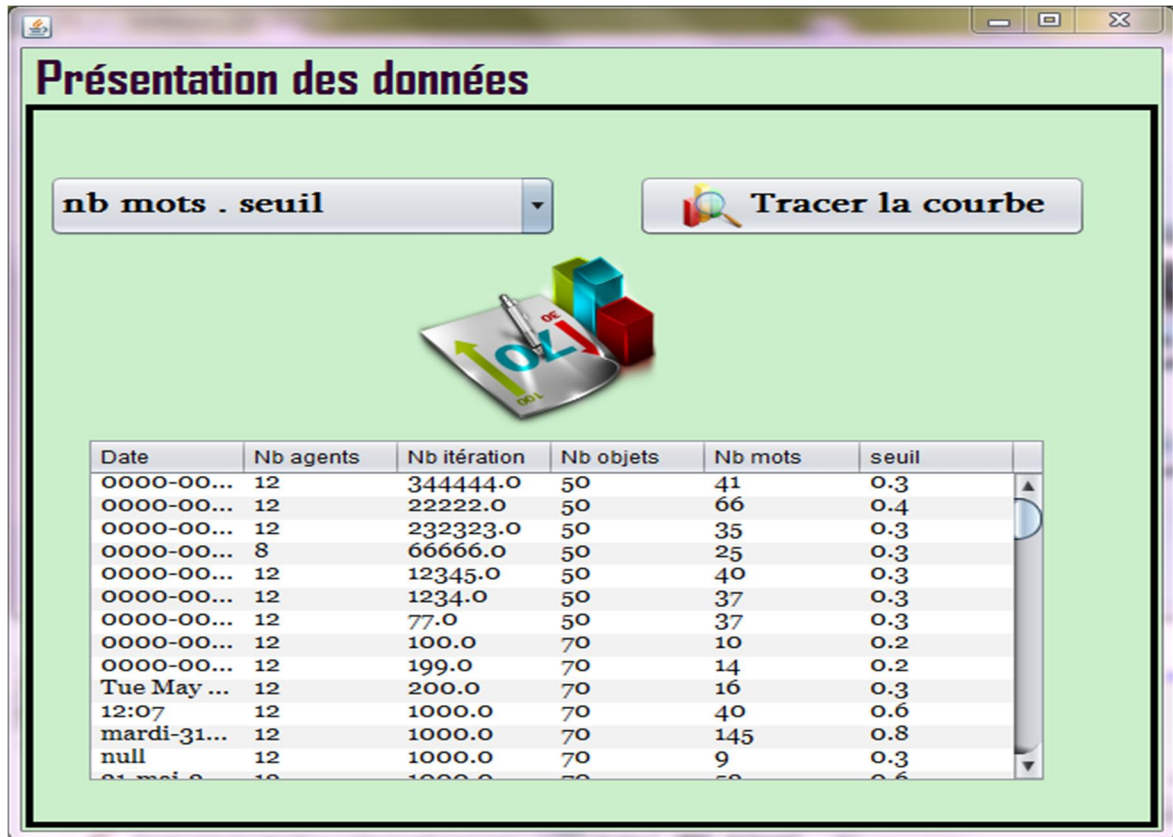 Présentation des données
nb mots . seuil
Tracer la courbe
30
70
100
Date Nb agents Nb itération Nb objets Nb mots seuil
0000-00... 12 344444.0 50 41 0.3
0000-00... 12 22222.0 50 66 0.4
0000-00... 12 232323.0 50 35 0.3
0000-00... 8 66666.0 50 25 0.3
0000-00... 12 12345.0 50 40 0.3
0000-00... 12 1234.0 50 37 0.3
0000-00... 12 77.0 50 37 0.3
0000-00... 12 100.0 70 10 0.2
0000-00... 12 199.0 70 14 0.2
Tue May ... 12 200.0 70 16 0.3
12:07 12 1000.0 70 40 0.6
mardi-31... 12 1000.0 70 145 0.8
null 12 1000.0 70 9 0.3